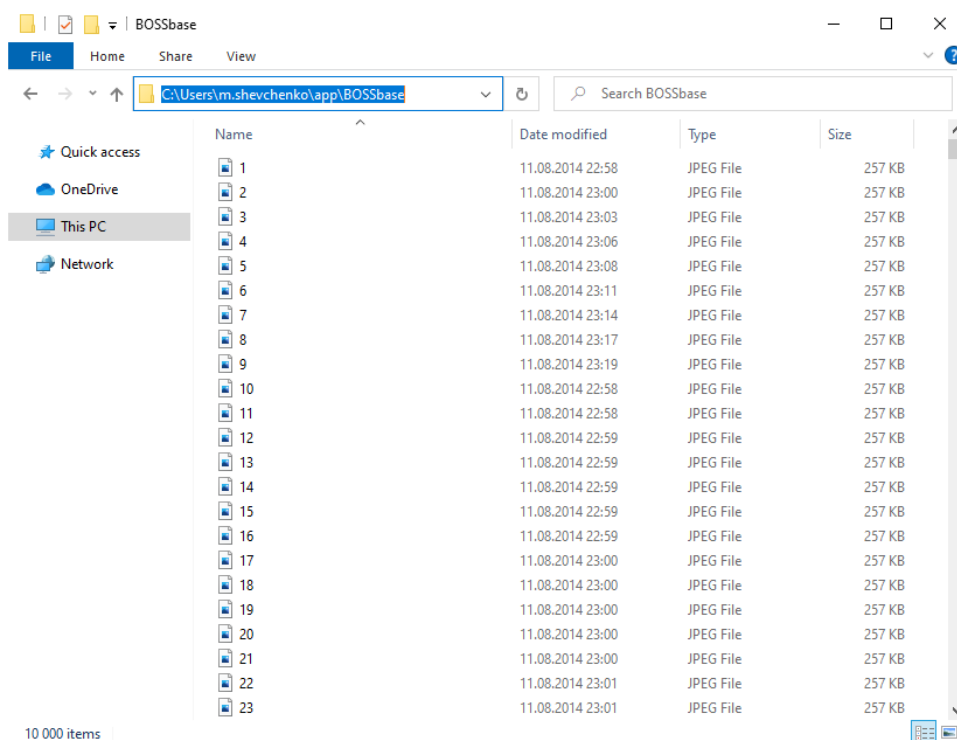 BOSSbase
File Home Share View
C:\Users\m.shevchenko\app\BOSSbase Search BOSSbase
Name Date modified Type Size
Quick access
OneDrive
This PC
Network
1 11.08.2014 22:58 JPEG File 257 KB
2 11.08.2014 23:00 JPEG File 257 KB
3 11.08.2014 23:03 JPEG File 257 KB
4 11.08.2014 23:06 JPEG File 257 KB
5 11.08.2014 23:08 JPEG File 257 KB
6 11.08.2014 23:11 JPEG File 257 KB
7 11.08.2014 23:14 JPEG File 257 KB
8 11.08.2014 23:17 JPEG File 257 KB
9 11.08.2014 23:19 JPEG File 257 KB
10 11.08.2014 22:58 JPEG File 257 KB
11 11.08.2014 22:58 JPEG File 257 KB
12 11.08.2014 22:59 JPEG File 257 KB
13 11.08.2014 22:59 JPEG File 257 KB
14 11.08.2014 22:59 JPEG File 257 KB
15 11.08.2014 22:59 JPEG File 257 KB
16 11.08.2014 22:59 JPEG File 257 KB
17 11.08.2014 23:00 JPEG File 257 KB
18 11.08.2014 23:00 JPEG File 257 KB
19 11.08.2014 23:00 JPEG File 257 KB
20 11.08.2014 23:00 JPEG File 257 KB
21 11.08.2014 23:00 JPEG File 257 KB
22 11.08.2014 23:01 JPEG File 257 KB
23 11.08.2014 23:01 JPEG File 257 KB
10 000 items